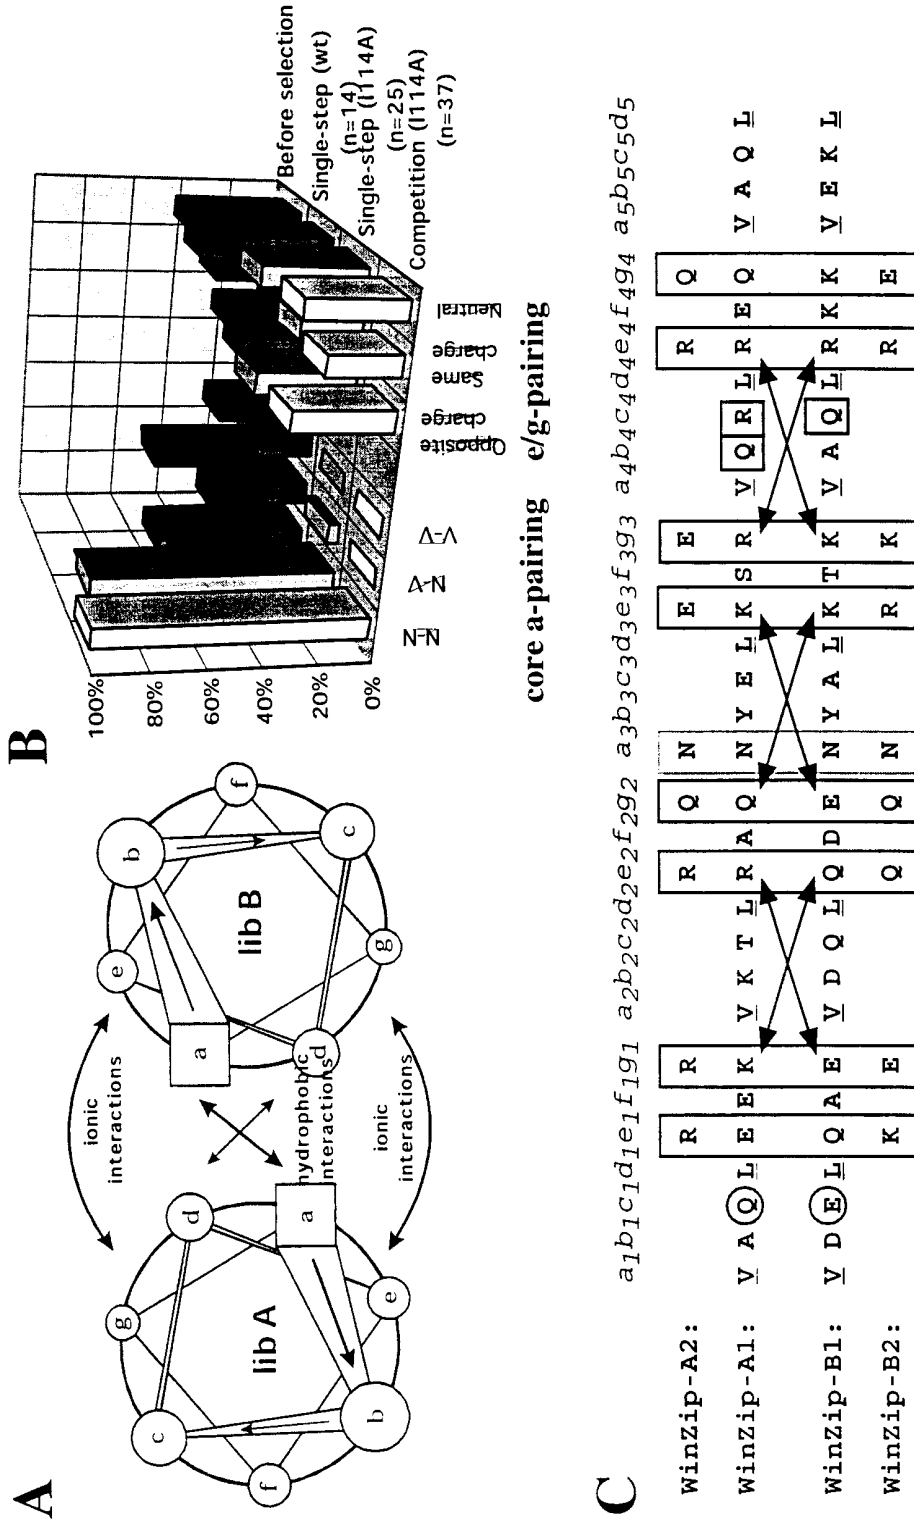 A
ionic
interactions
g
d
e
b
f
c
lib A
a
a
lib B
hydrophobic
interactions
c
e
d
g
f
b
ionic
interactions
B
100%
80%
60%
40%
20%
0%
Before selection
Single-step (wt)
(n=14)
Single-step (I114A)
(n=25)
Competition (I114A)
(n=37)
N-N
N-V
V-V
Opposite
charge
Same
charge
Neutral
core a-pairing e/g-pairing
C
a1b1c1d1e1f1g1 a2b2c2d2e2f2g2 a3b3c3d3e3f3g3 a4b4c4d4e4f4g4 a5b5c5d5
WinZip-A2: R R R Q N E E R Q
WinZip-A1: V A Q L E E K V K T L R A Q N Y E L K S R V Q R L R E Q V A Q L
WinZip-B1: V D E L Q A E V D Q L Q D E N Y A L K T K V A Q L R K K V E K L
WinZip-B2: K E Q Q N R K R E